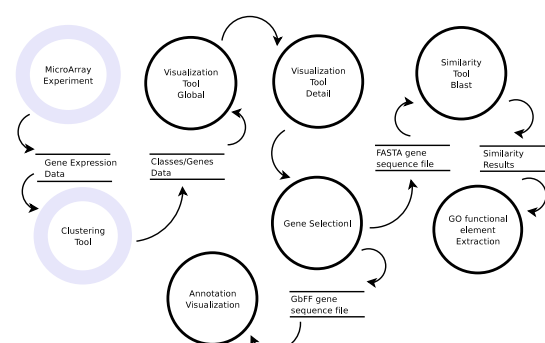 MicroArray
Experiment
Visualization
Tool
Global
Visualization
Tool
Detail
Similarity
Tool
Blast
Gene Expression
Data
Classes/Genes
Data
FASTA gene
sequence file
Similarity
Results
Clustering
Tool
Gene Selectionl
GO functional
element
Extraction
Annotation
Visualization
GbFF gene
sequence file